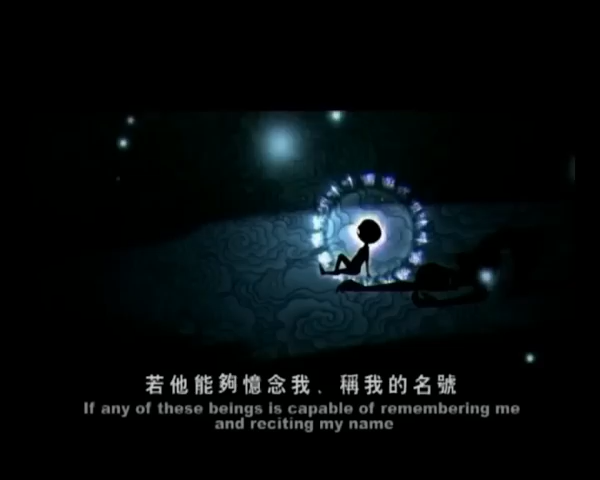 若他能夠憶念我、稱我的名號
If any of these beings is capable of remembering me
and reciting my name